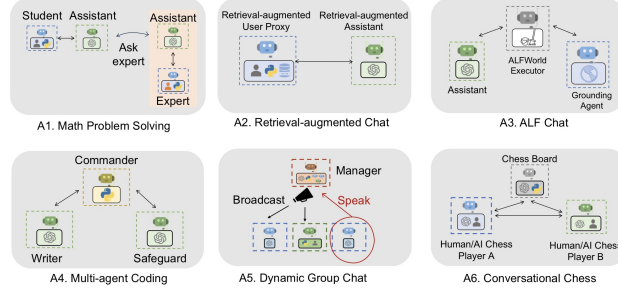 Student Assistant
Assistant
Ask
expert
Expert
A1. Math Problem Solving
Retrieval-augmented
User Proxy
Retrieval-augmented
Assistant
A2. Retrieval-augmented Chat
ALFWorld
Executor
Assistant
Grounding
Agent
A3. ALF Chat
Commander
Writer
Safeguard
A4. Multi-agent Coding
Manager
Broadcast
Speak
A5. Dynamic Group Chat
Chess Board
Human/AI Chess
Player A
Human/AI Chess
Player B
A6. Conversational Chess